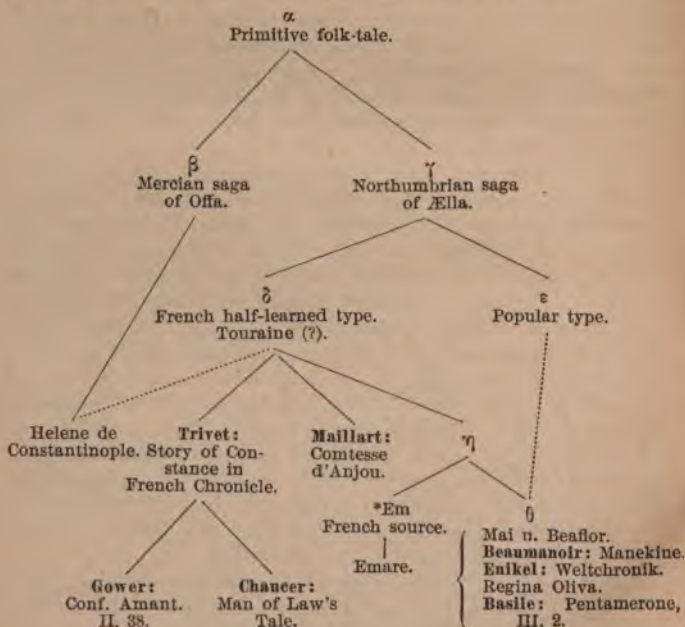 α
Primitive folk-tale.
β
Mercian saga
of Offa.
γ
Northumbrian saga
of Ælla.
δ
French half-learned type.
Touraine (?).
ε
Popular type.
Helene de
Constantinople.
Trivet:
Story of Con-
stance in
French Chronicle.
Maillart:
Comtesse
d'Anjou.
η
*Em
French source.
Emare.
θ
Mai u. Beaflor.
Beaumanoir: Manekine.
Enikel: Weltchronik.
Regina Oliva.
Basile: Pentamerone,
III. 2.
Gower:
Conf. Amant.
II. 38.
Chaucer:
Man of Law's
Tale.